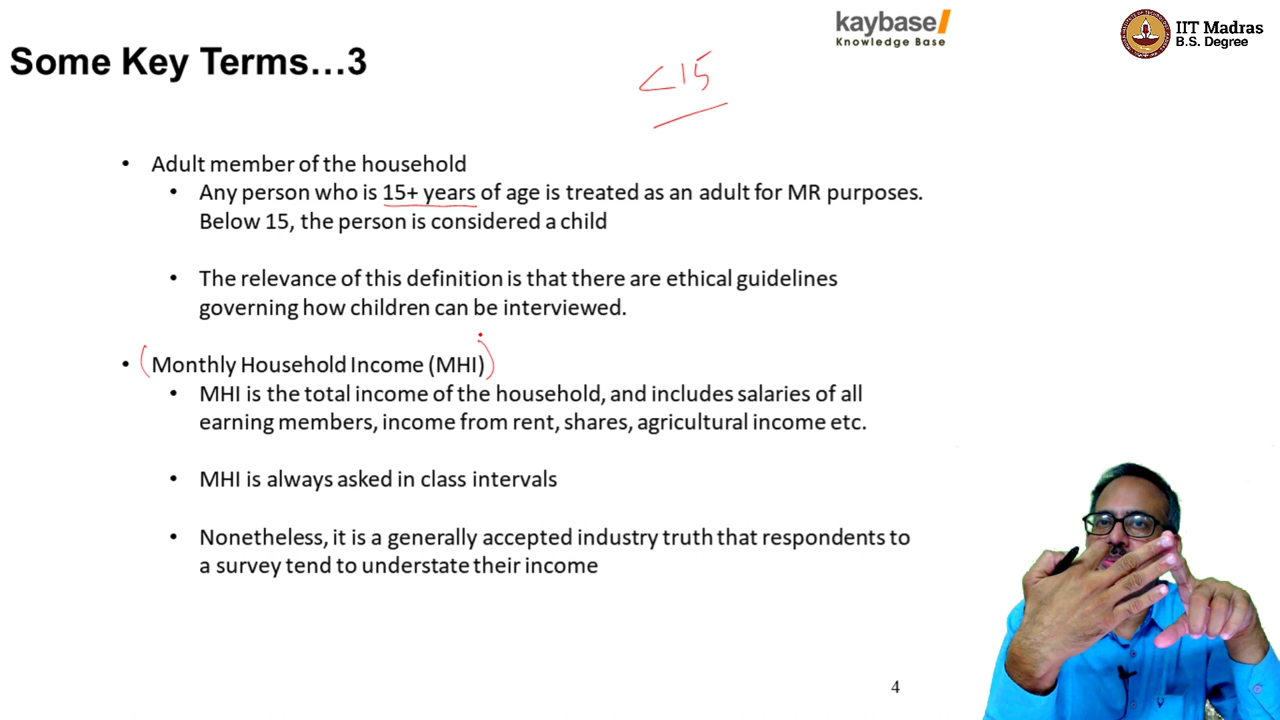 kaybase
Knowledge Base
IIT Madras
B.S. Degree
Some Key Terms...3
<15
• Adult member of the household
• Any person who is 15+ years of age is treated as an adult for MR purposes.
Below 15, the person is considered a child
• The relevance of this definition is that there are ethical guidelines
governing how children can be interviewed.
• (Monthly Household Income (MHI))
• MHI is the total income of the household, and includes salaries of all
earning members, income from rent, shares, agricultural income etc.
• MHI is always asked in class intervals
• Nonetheless, it is a generally accepted industry truth that respondents to
a survey tend to understate their income
4